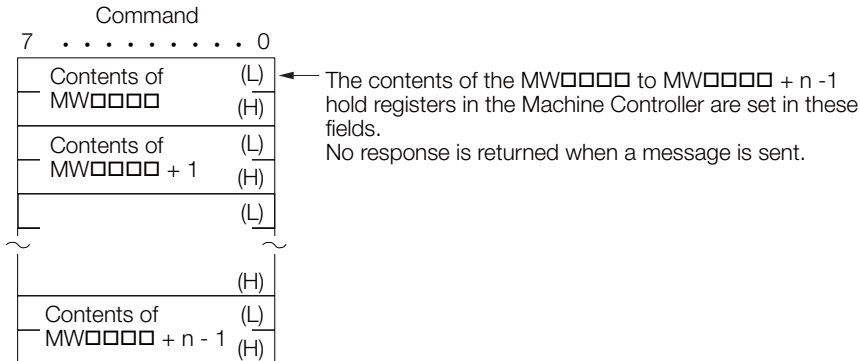 Command
7 · · · · · · · · · 0
Contents of (L)
MW□□□□ (H)
Contents of (L)
MW□□□□ + 1 (H)
(L)
(H)
Contents of (L)
MW□□□□ + n - 1 (H)
The contents of the MW□□□□ to MW□□□□ + n -1
hold registers in the Machine Controller are set in these
fields.
No response is returned when a message is sent.